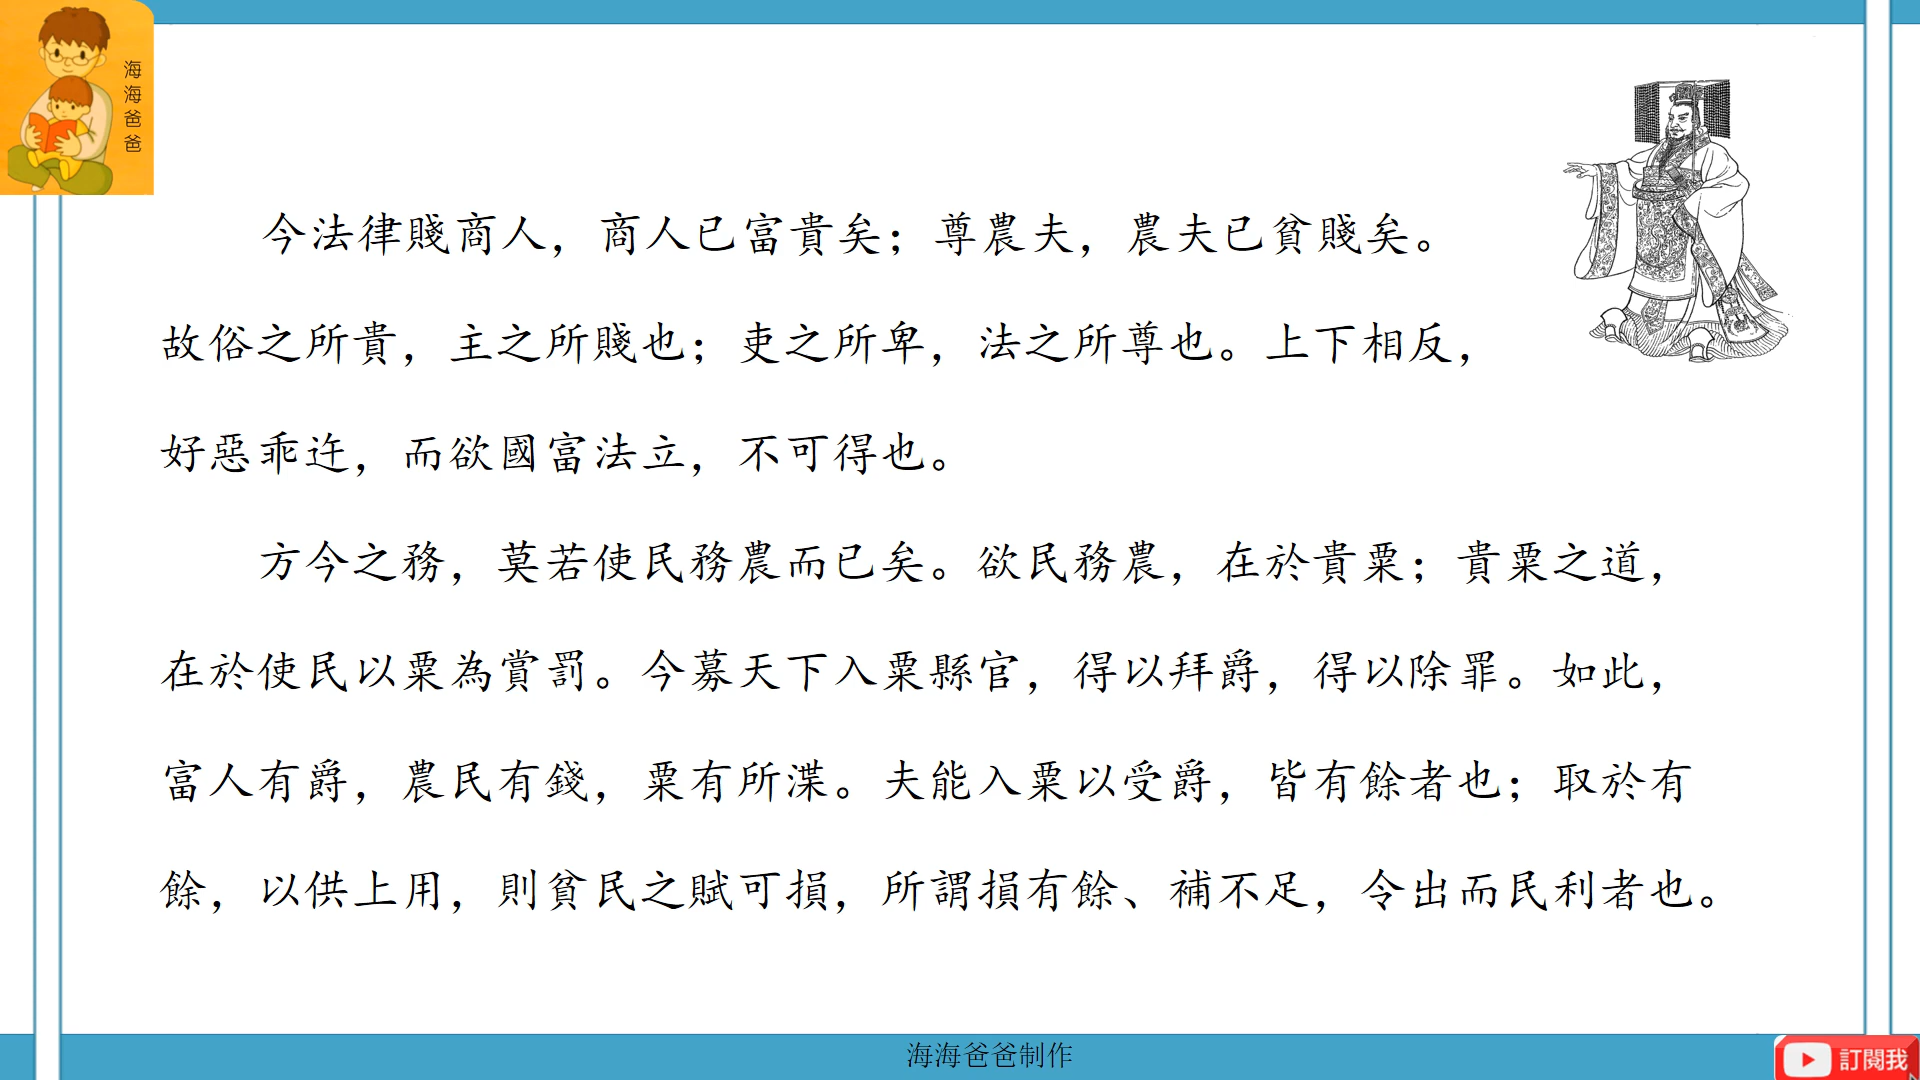 海海爸爸
今法律賤商人，商人已富貴矣；尊農夫，農夫已貧賤矣。
故俗之所貴，主之所賤也；吏之所卑，法之所尊也。上下相反，
好惡乖迕，而欲國富法立，不可得也。
方今之務，莫若使民務農而已矣。欲民務農，在於貴粟；貴粟之道，
在於使民以粟為賞罰。今募天下入粟縣官，得以拜爵，得以除罪。如此，
富人有爵，農民有錢，粟有所渫。夫能入粟以受爵，皆有餘者也；取於有
餘，以供上用，則貧民之賦可損，所謂損有餘、補不足，令出而民利者也。
海海爸爸制作
訂閱我